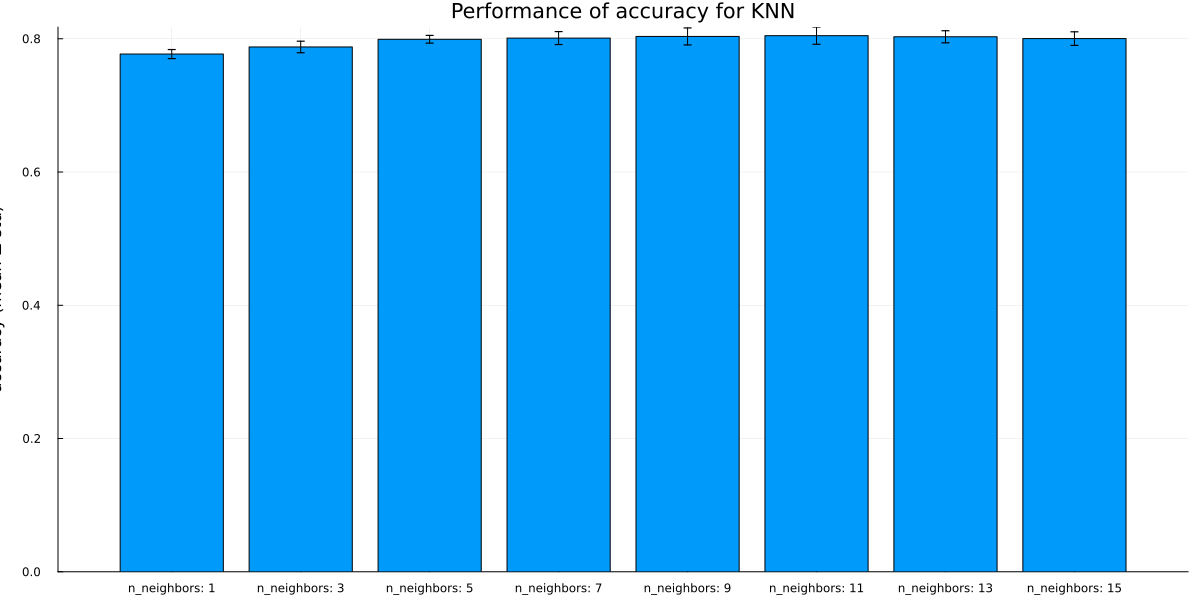 Performance of accuracy for KNN
0.8
0.6
0.4
0.2
0.0
n_neighbors: 1
n_neighbors: 3
n_neighbors: 5
n_neighbors: 7
n_neighbors: 9
n_neighbors: 11
n_neighbors: 13
n_neighbors: 15